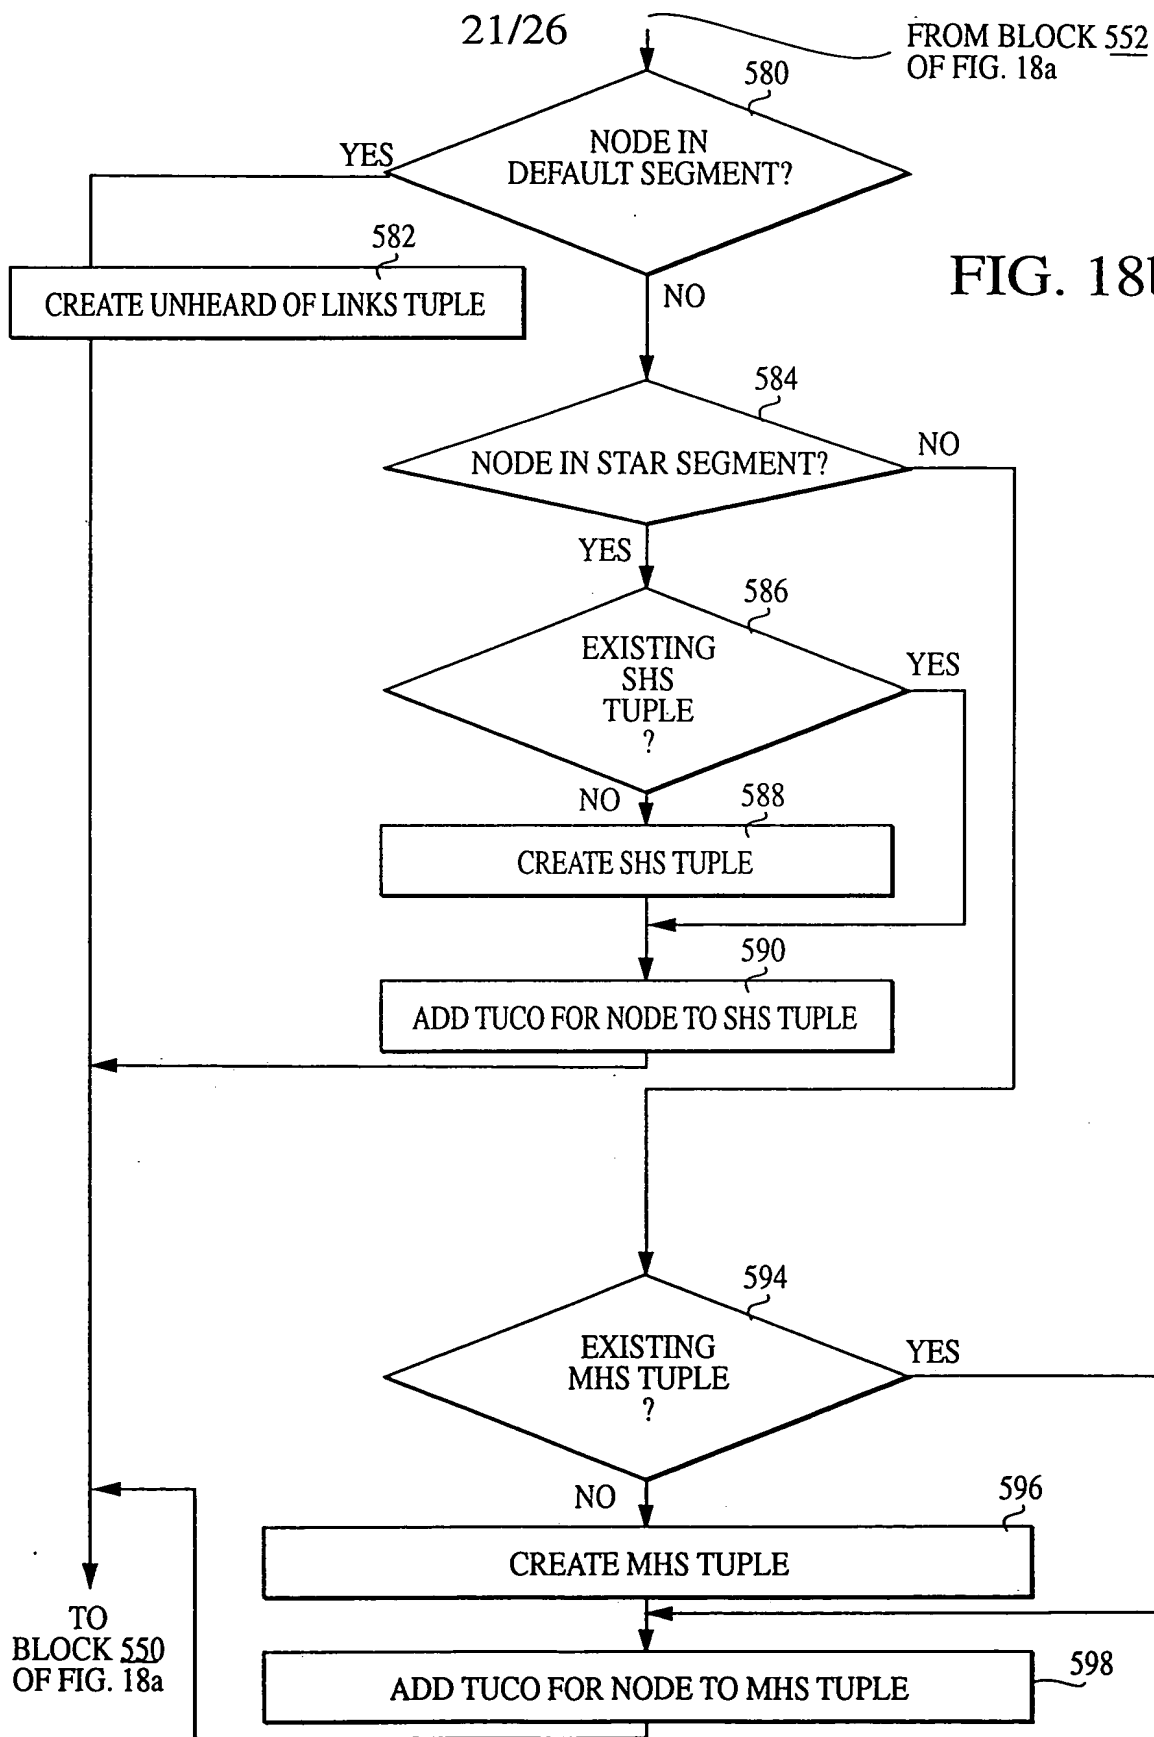 21/26
FROM BLOCK 552
OF FIG. 18a
580
NODE IN
DEFAULT SEGMENT?
YES
582
CREATE UNHEARD OF LINKS TUPLE
NO
FIG. 18b
584
NODE IN STAR SEGMENT?
NO
YES
586
EXISTING
SHS
TUPLE
?
YES
NO
588
CREATE SHS TUPLE
590
ADD TUCO FOR NODE TO SHS TUPLE
594
EXISTING
MHS TUPLE
?
YES
NO
596
CREATE MHS TUPLE
TO
BLOCK 550
OF FIG. 18a
598
ADD TUCO FOR NODE TO MHS TUPLE